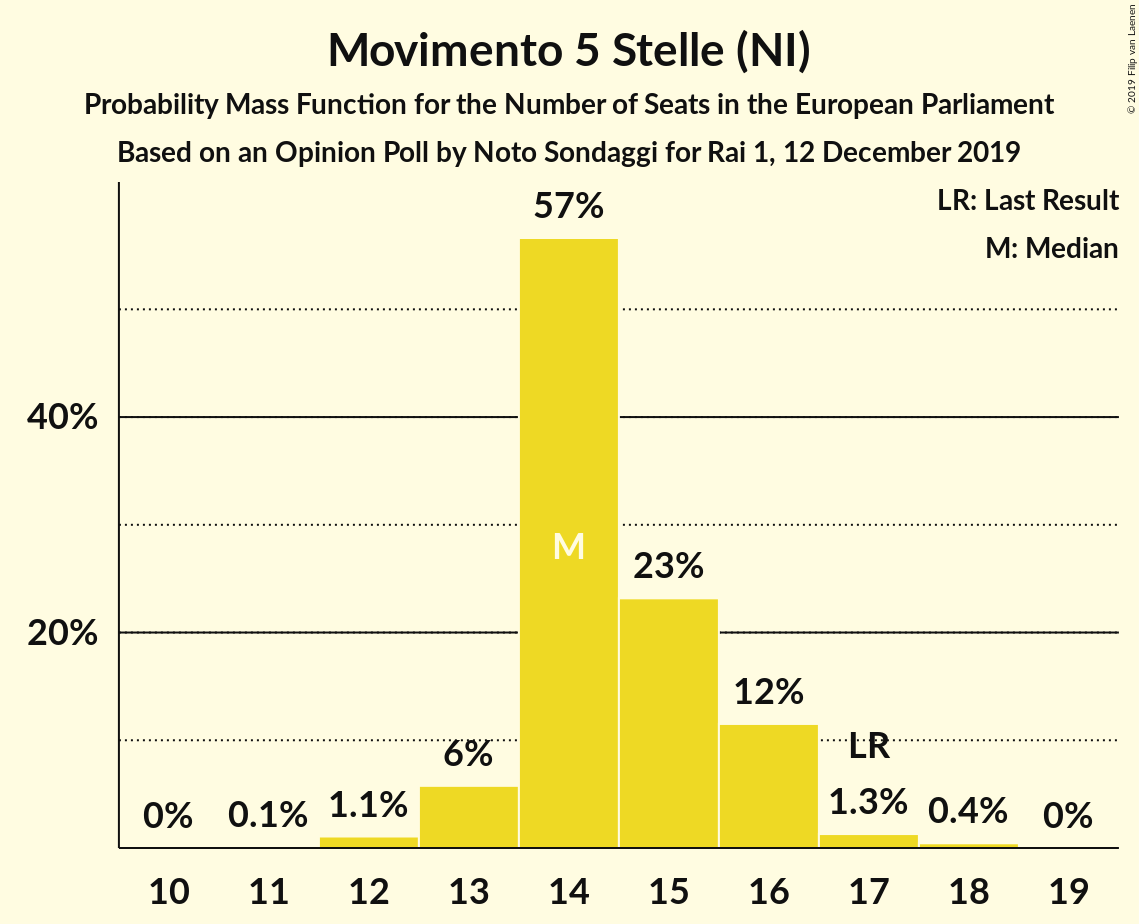 Movimento 5 Stelle (NI)
Probability Mass Function for the Number of Seats in the European Parliament
Based on an Opinion Poll by Noto Sondaggi for Rai 1, 12 December 2019
© 2019 Filip van Laenen
LR: Last Result
M: Median
57%
40%
M
23%
20%
12%
LR
6%
0%
0.1%
1.1%
1.3%
0.4%
0%
10 11 12 13 14 15 16 17 18 19